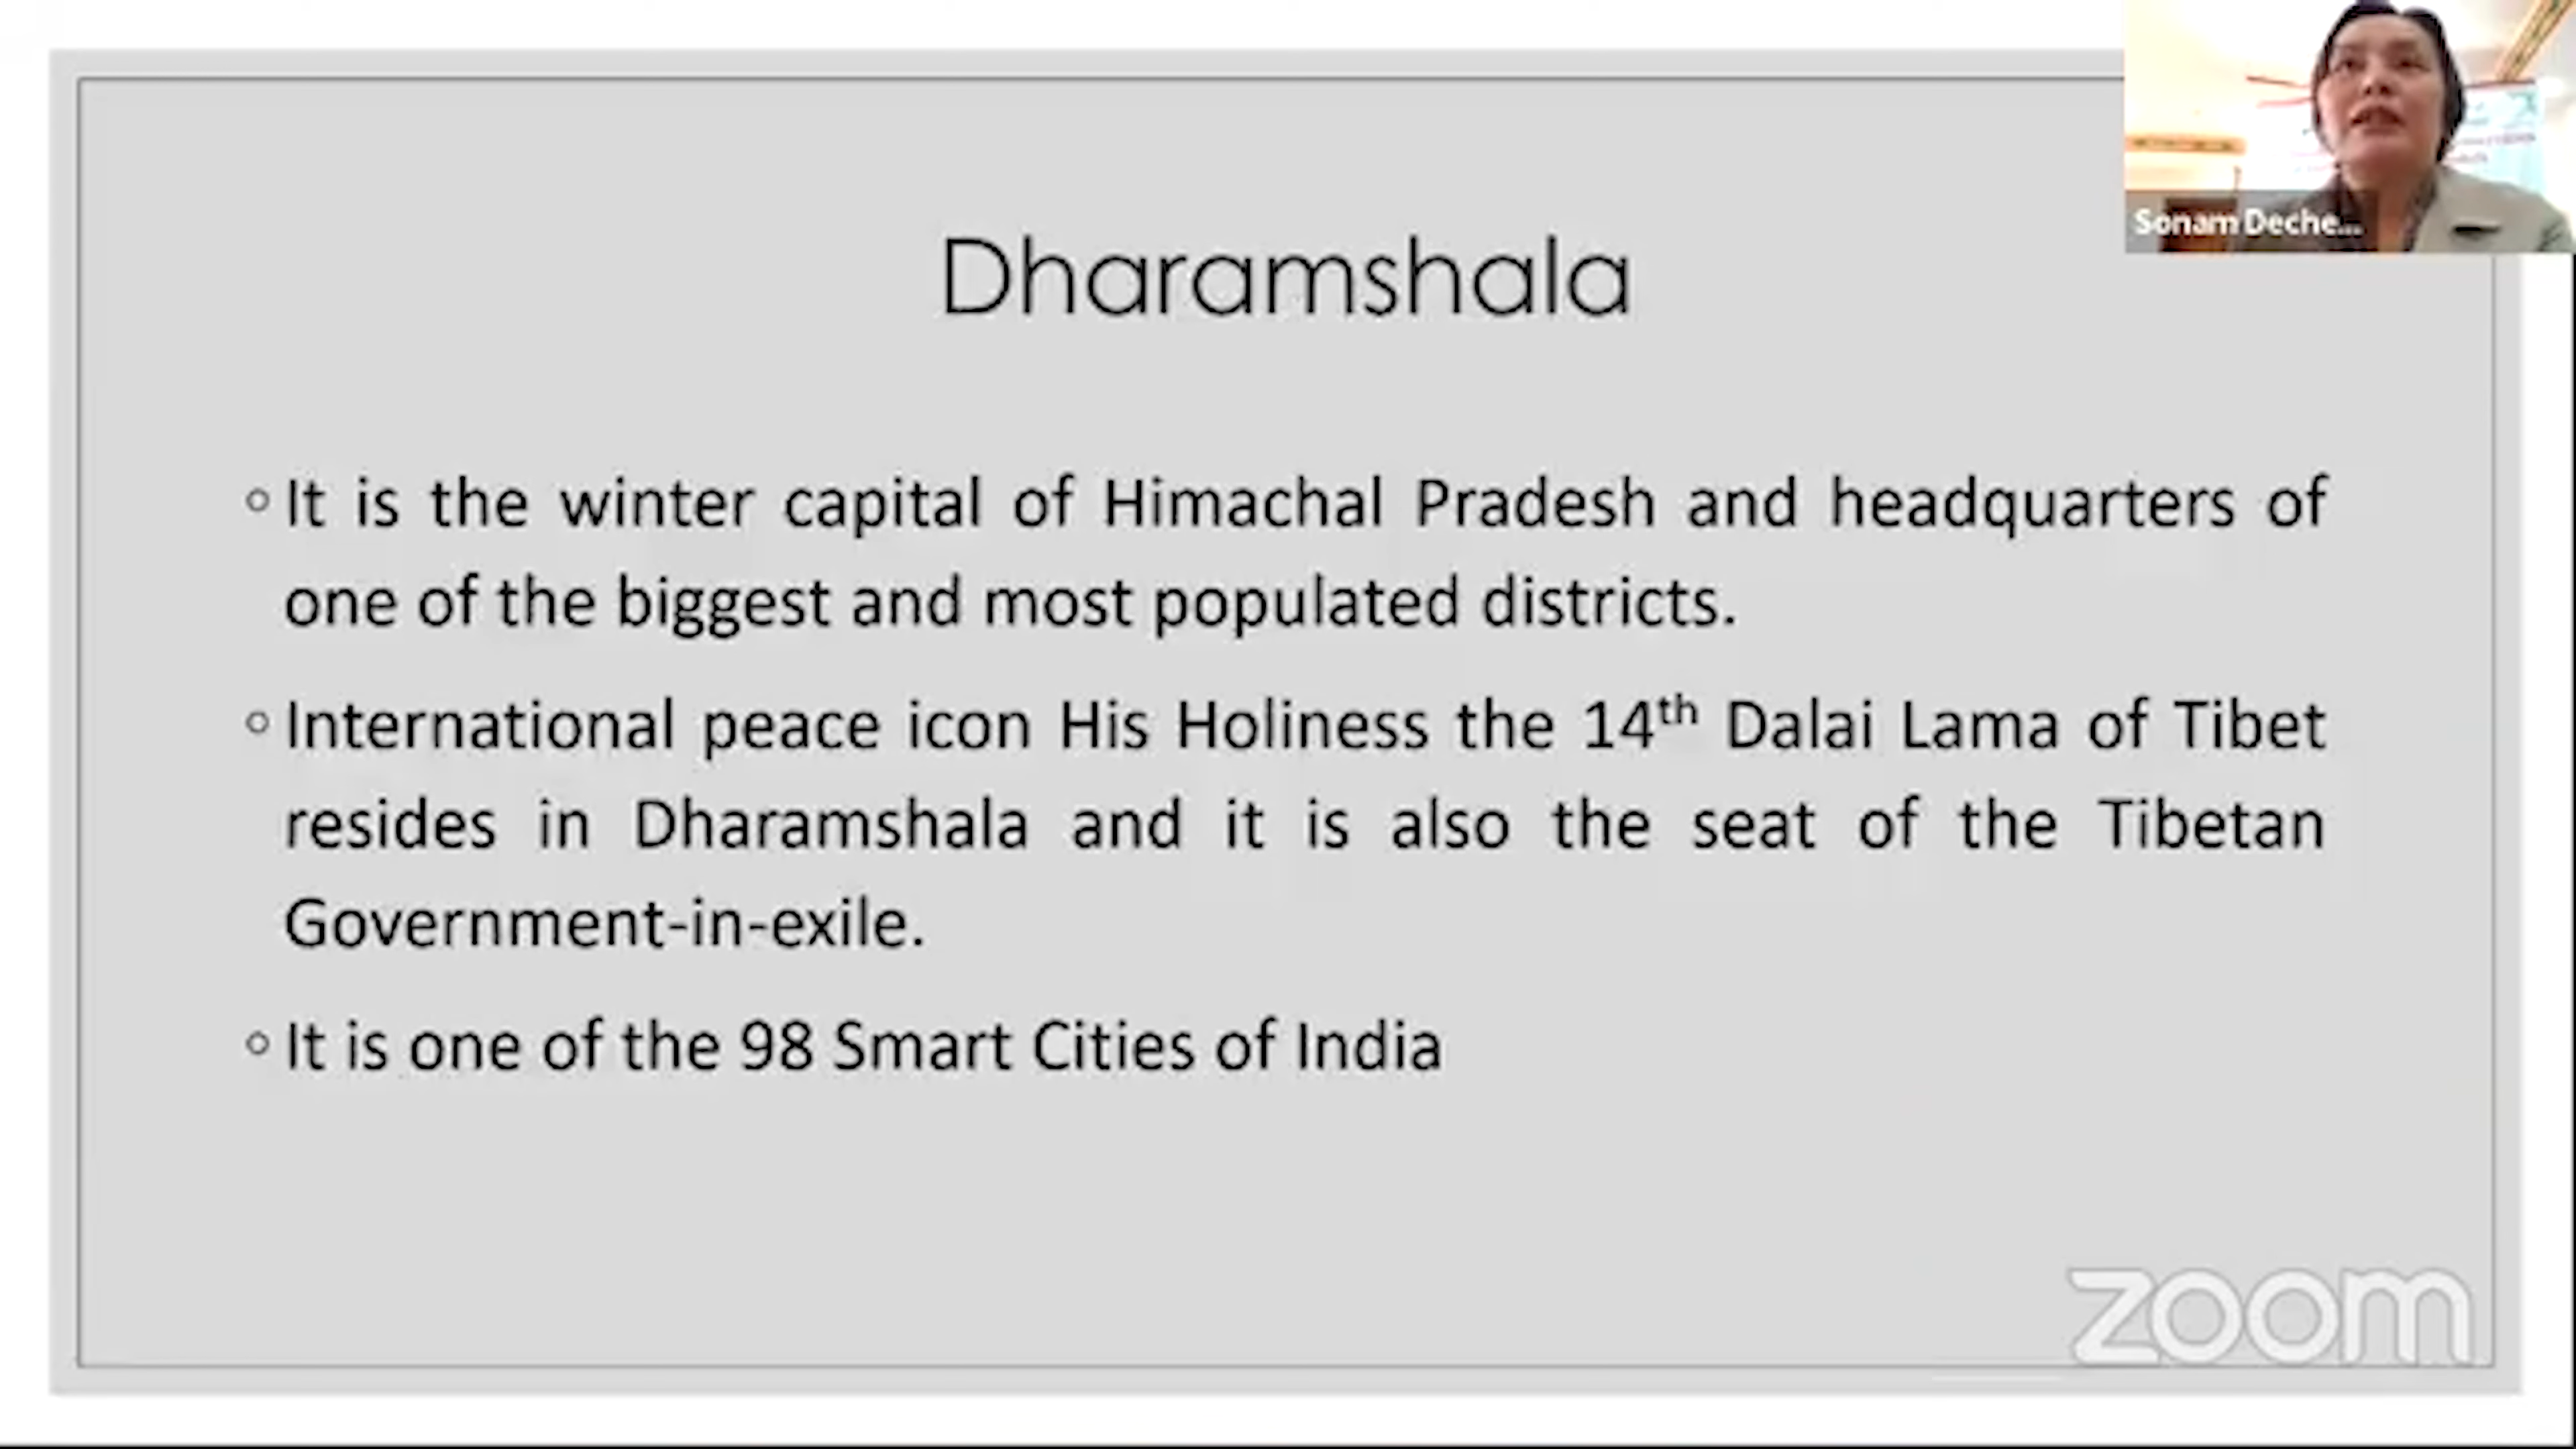 Sonam Deche...
Dharamshala
◦ It is the winter capital of Himachal Pradesh and headquarters of
one of the biggest and most populated districts.
◦ International peace icon His Holiness the 14th Dalai Lama of Tibet
resides in Dharamshala and it is also the seat of the Tibetan
Government-in-exile.
◦ It is one of the 98 Smart Cities of India
zoom